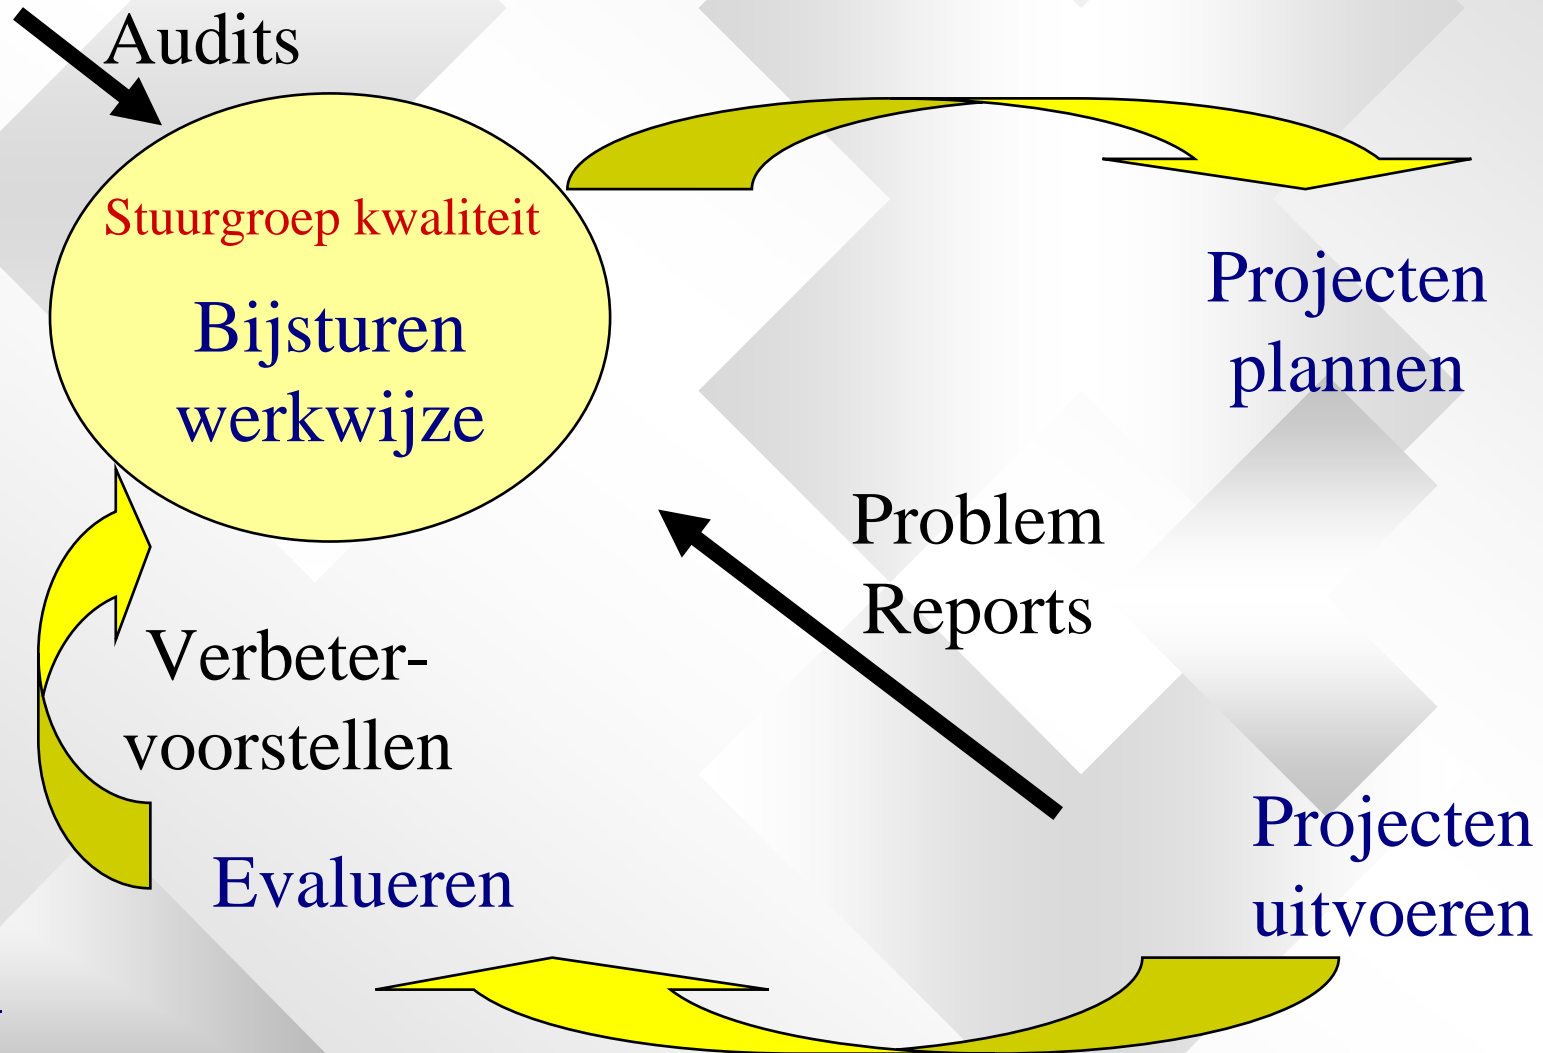 Audits
Stuurgroep kwaliteit
Bijsturen
werkwijze
Projecten
plannen
Problem
Reports
Verbeter-
voorstellen
Projecten
uitvoeren
Evalueren